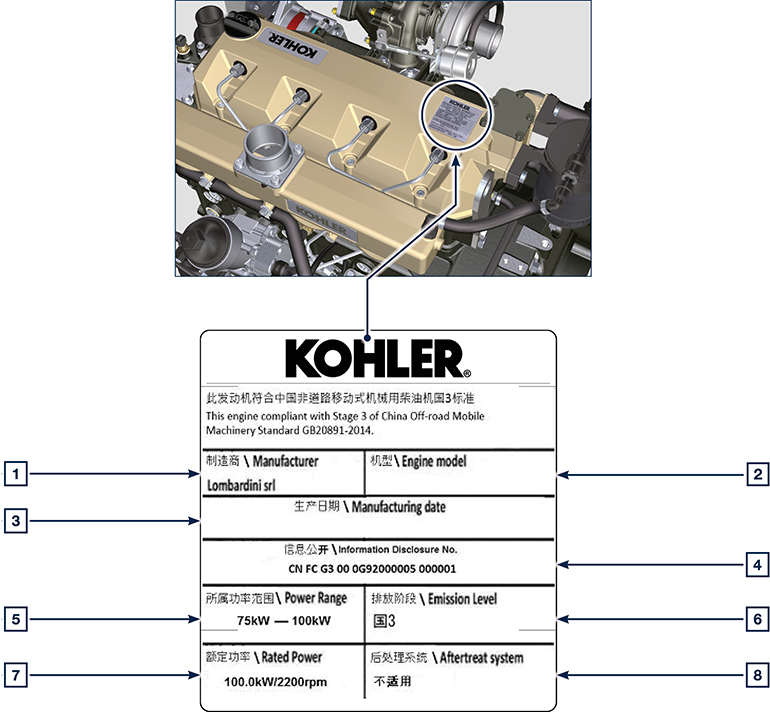 KOHLER
KOHLER
KOHLER
KOHLER®
此发动机符合中国非道路移动式机械用柴油机国3标准
This engine compliant with Stage 3 of China Off-road Mobile
Machinery Standard GB20891-2014.
1
制造商 \ Manufacturer
Lombardini srl
机型 \ Engine model
2
3
生产日期 \ Manufacturing date
信息公开 \ Information Disclosure No.
CN FC G3 00 0G92000005 000001
4
5
所属功率范围 \ Power Range
75kW — 100kW
排放阶段 \ Emission Level
国3
6
7
额定功率 \ Rated Power
100.0kW/2200rpm
后处理系统 \ Aftertreat system
不适用
8